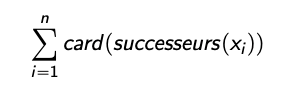 n
∑ card(successeurs(xᵢ))
i=1